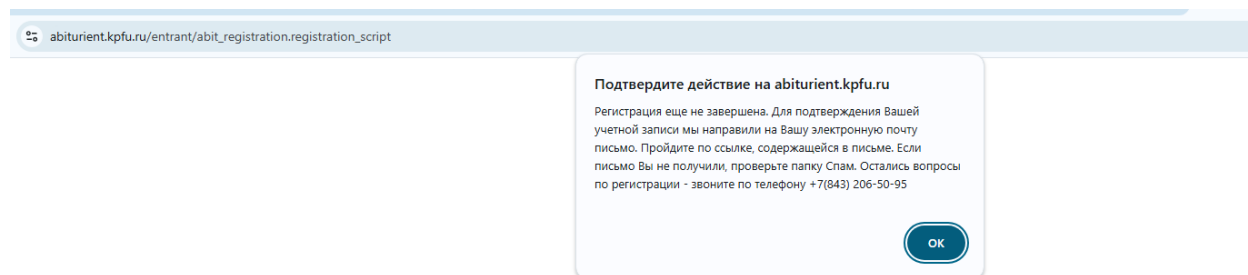 abiturient.kpfu.ru/entrant/abit_registration.registration_script
Подтвердите действие на abiturient.kpfu.ru
Регистрация еще не завершена. Для подтверждения Вашей
учетной записи мы направили на Вашу электронную почту
письмо. Пройдите по ссылке, содержащейся в письме. Если
письмо Вы не получили, проверьте папку Спам. Остались вопросы
по регистрации - звоните по телефону +7(843) 206-50-95
ОК